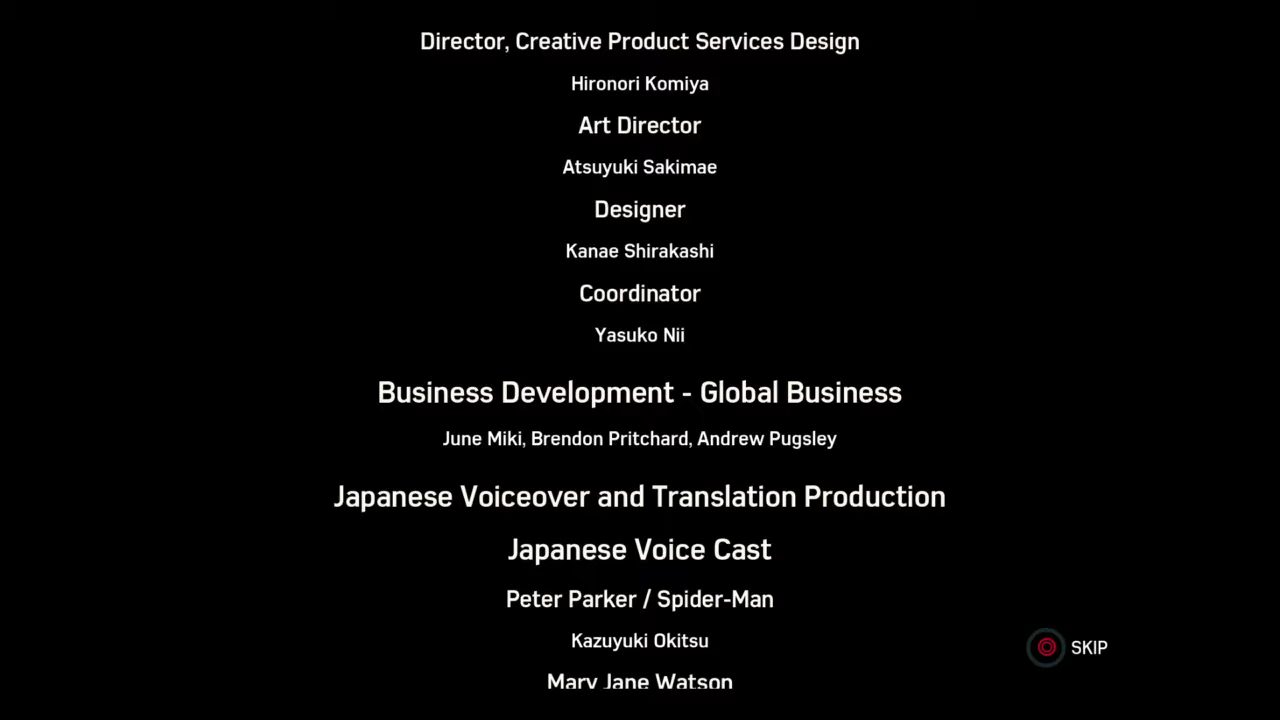 Director, Creative Product Services Design
Hironori Komiya
Art Director
Atsuyuki Sakimae
Designer
Kanae Shirakashi
Coordinator
Yasuko Nii
Business Development - Global Business
June Miki, Brendon Pritchard, Andrew Pugsley
Japanese Voiceover and Translation Production
Japanese Voice Cast
Peter Parker / Spider-Man
Kazuyuki Okitsu
SKIP
Mary Jane Watson